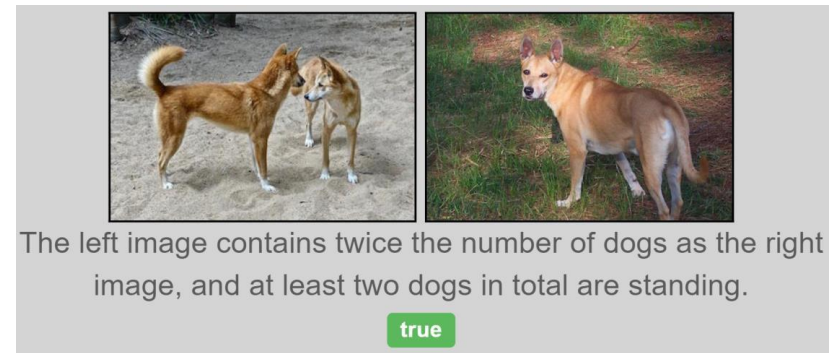 The left image contains twice the number of dogs as the right
image, and at least two dogs in total are standing.
true